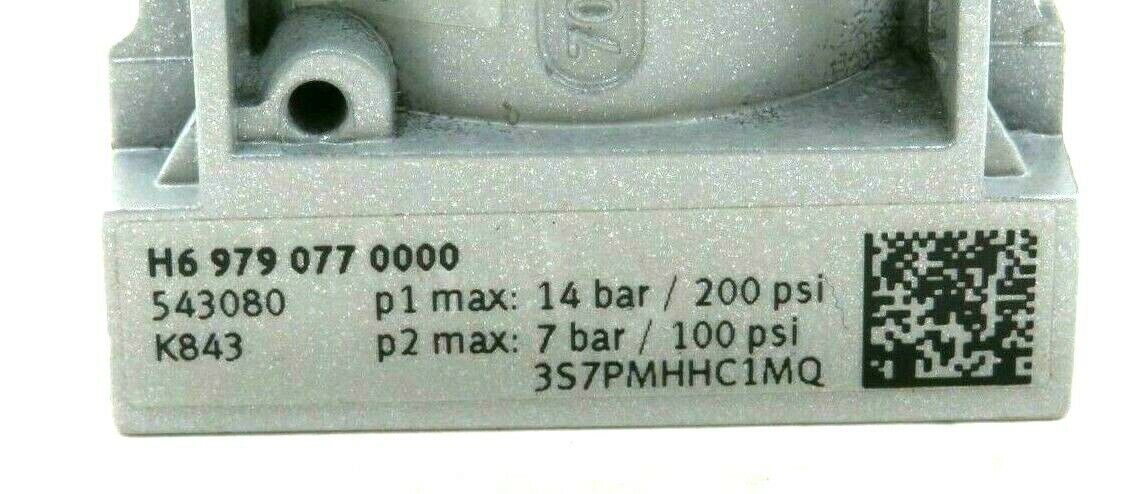 70
H6 979 077 0000
543080 p1 max: 14 bar / 200 psi
K843 p2 max: 7 bar / 100 psi
3S7PMHHC1MQ